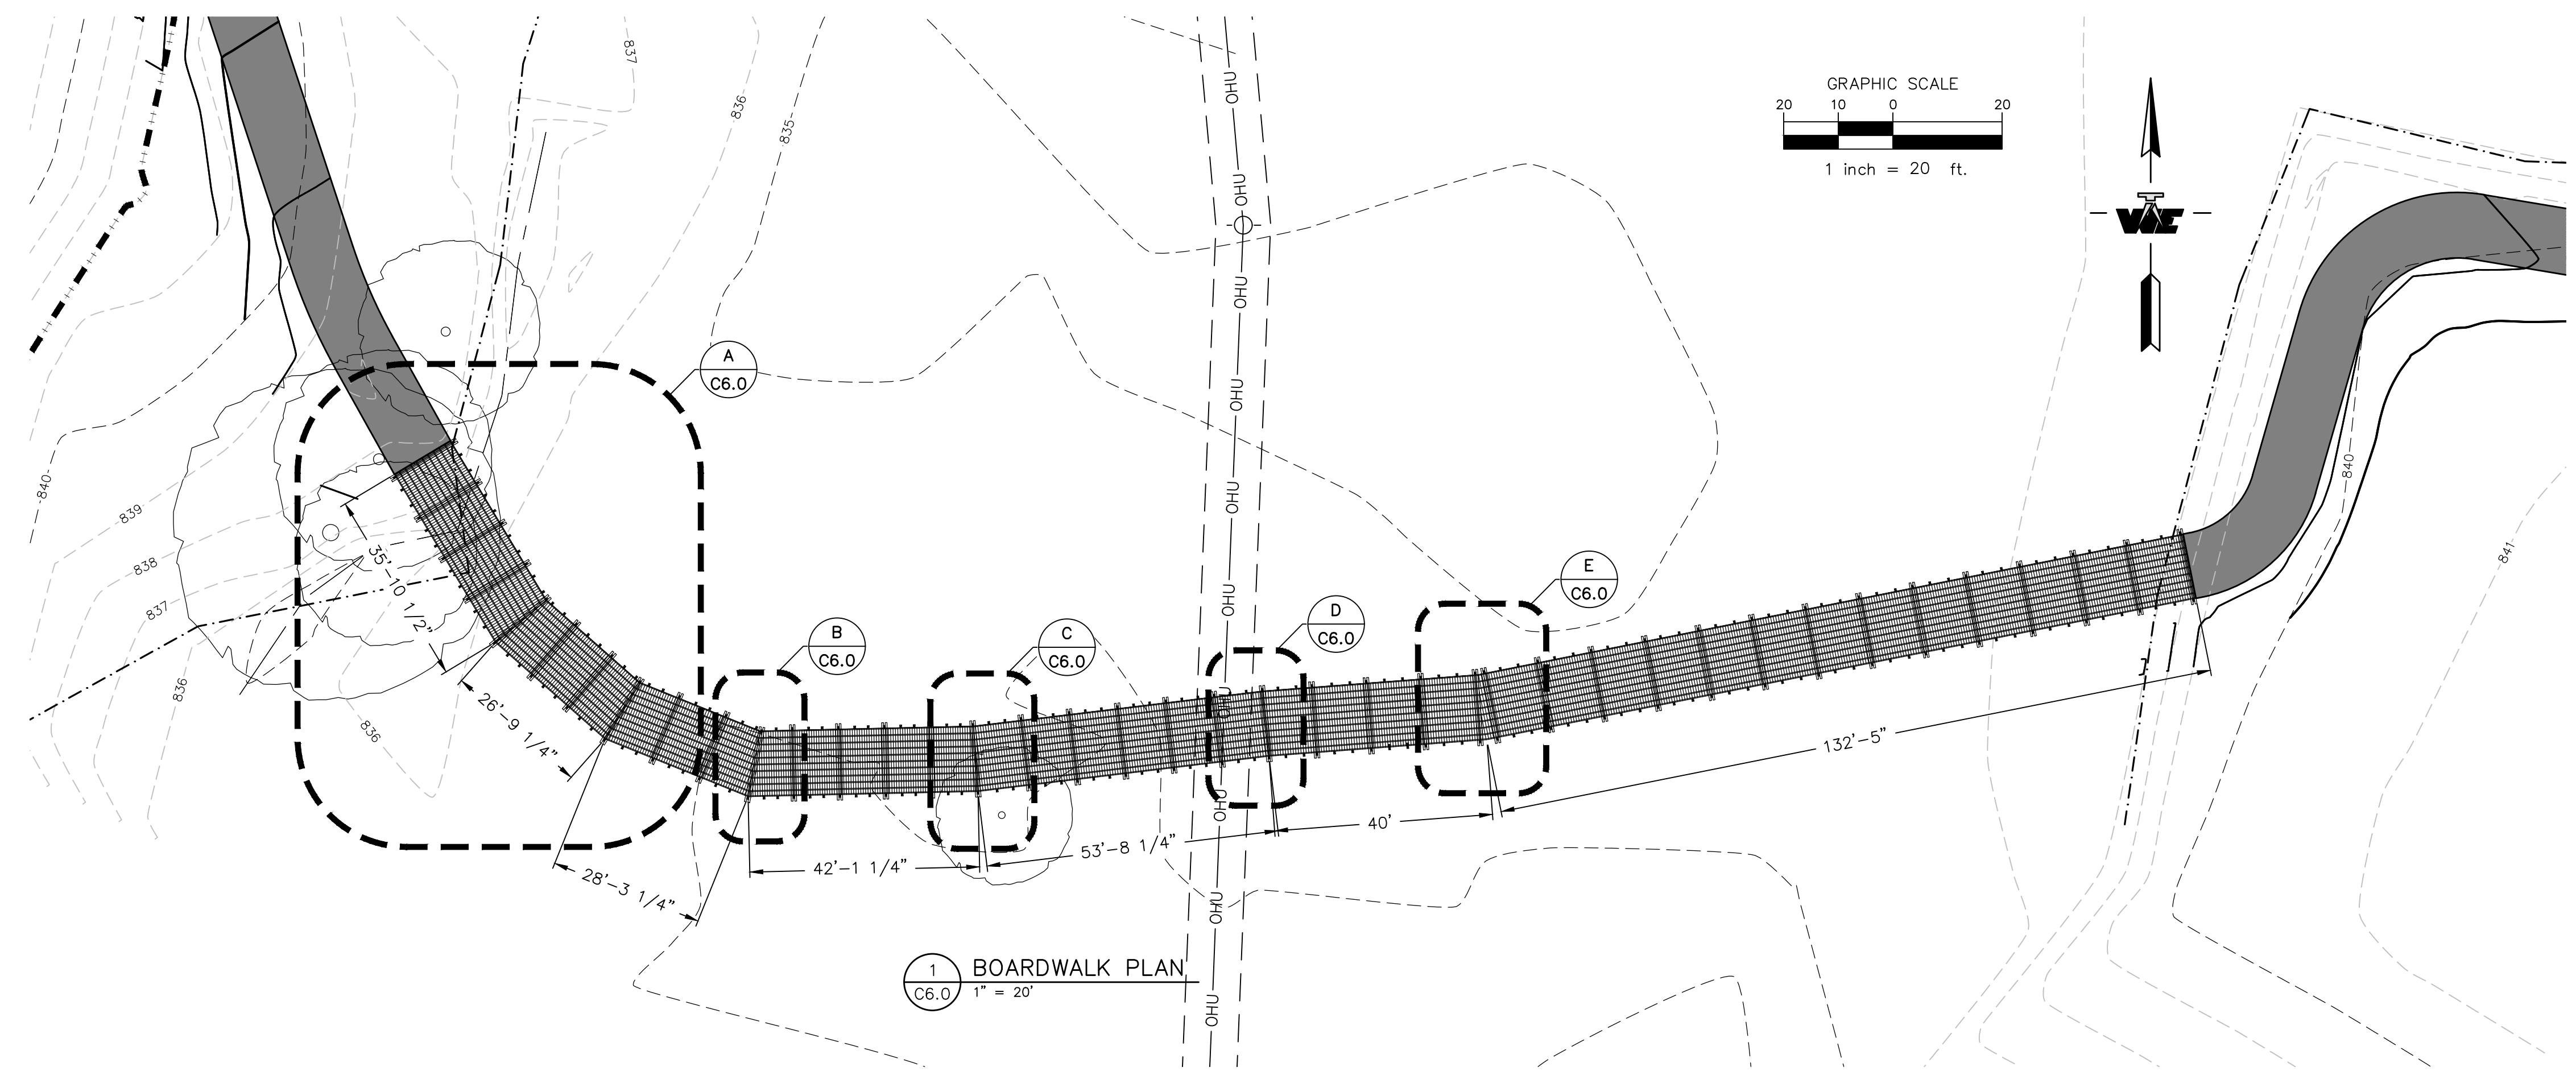 837
836
835
OHU
GRAPHIC SCALE
20 10 0 20
1 inch = 20 ft.
OHU
WE
OHU
A
C6.0
OHU
840
839
838
837
836
836
OHU
840
841
35'-10 1/2"
26'-9 1/4"
28'-3 1/4"
B
C6.0
C
C6.0
D
C6.0
E
C6.0
OHU
OHU
OHU
42'-1 1/4"
53'-8 1/4"
40'
132'-5"
OHU
OHU
1
C6.0
BOARDWALK PLAN
1" = 20'